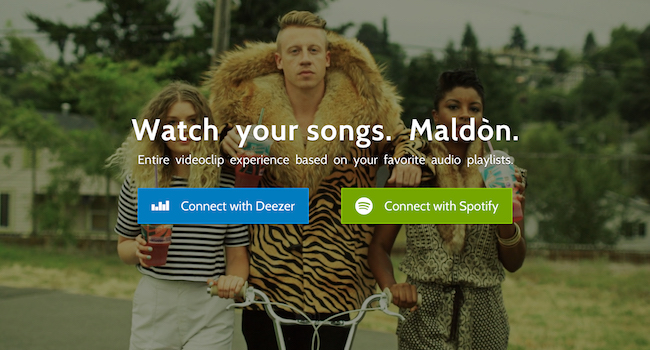 Watch your songs. Maldòn.
Entire videoclip experience based on your favorite audio playlists.
Connect with Deezer
Connect with Spotify